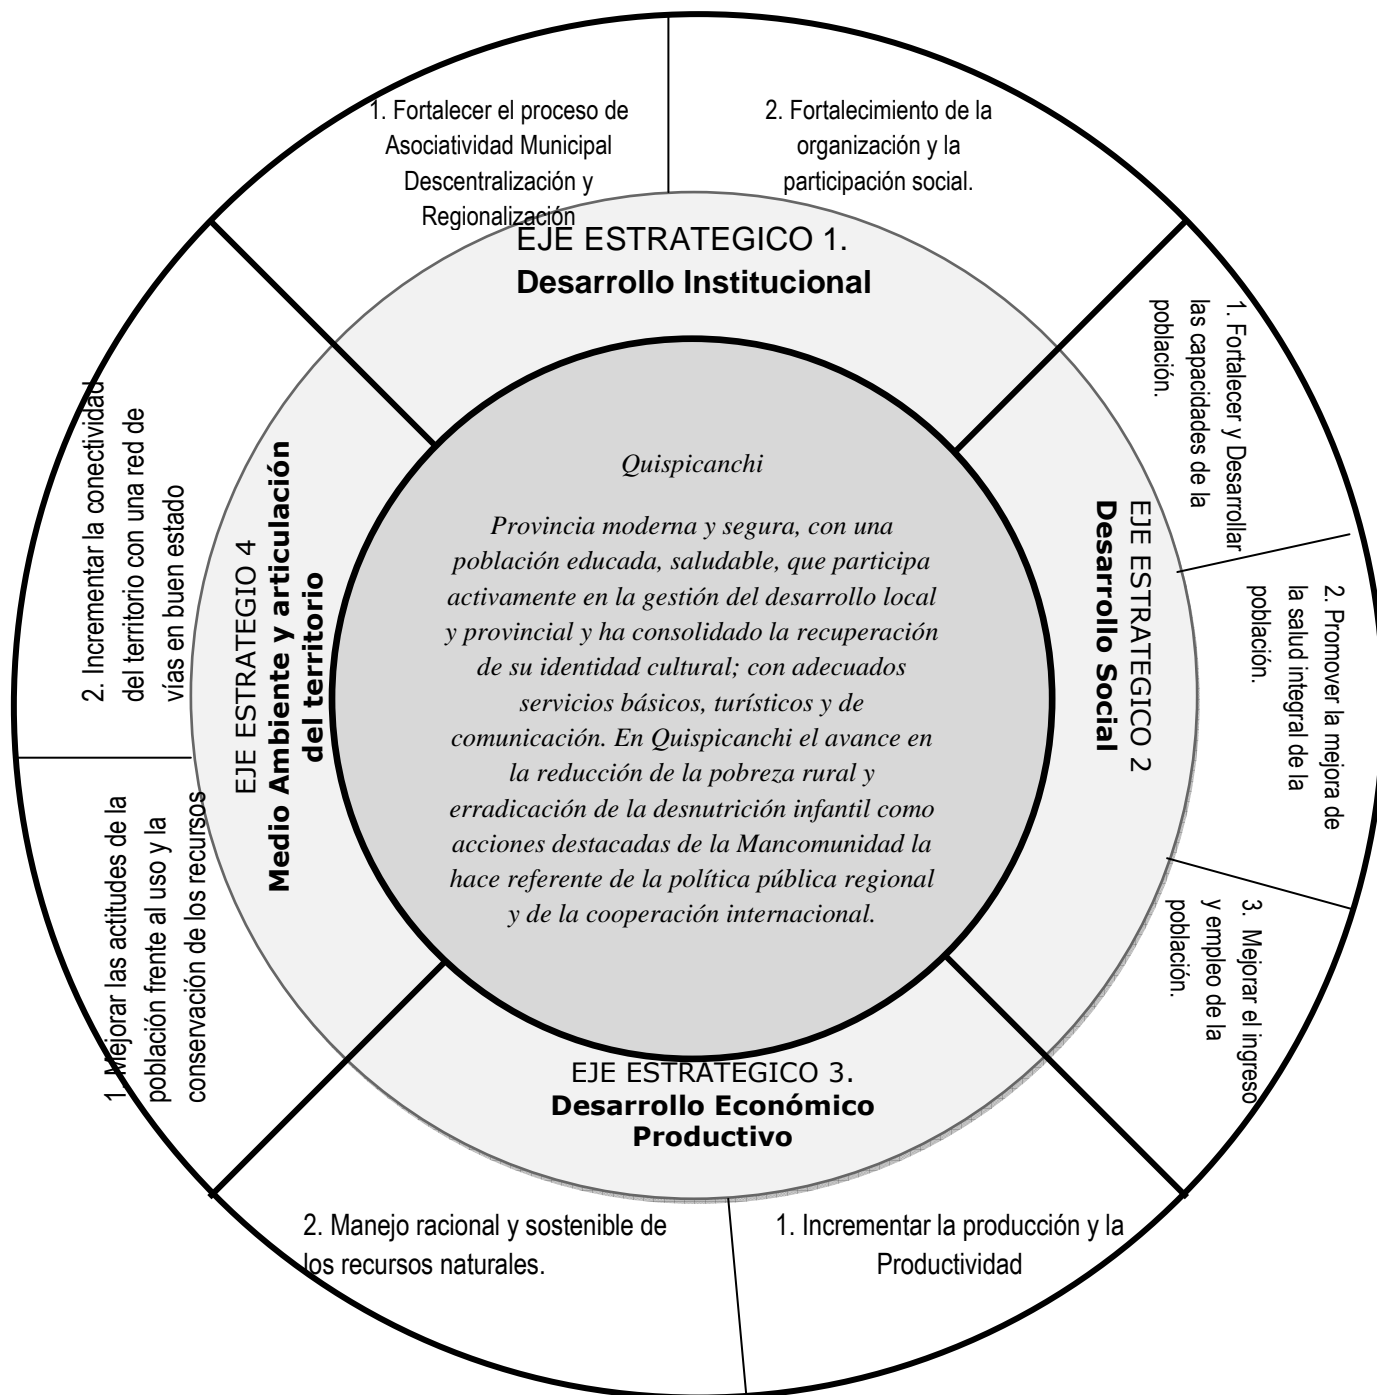 1. Fortalecer el proceso de
Asociatividad Municipal
Descentralización y
Regionalización
2. Fortalecimiento de la
organización y la
participación social.
EJE ESTRATEGICO 1.
Desarrollo Institucional
1. Fortalecer y Desarrollar
las capacidades de la
población.
2. Promover la mejora de
la salud integral de la
población.
3. Mejorar el ingreso
y empleo de la
población.
EJE ESTRATEGICO 2
Desarrollo Social
Quispicanchi
Provincia moderna y segura, con una
población educada, saludable, que participa
activamente en la gestión del desarrollo local
y provincial y ha consolidado la recuperación
de su identidad cultural; con adecuados
servicios básicos, turísticos y de
comunicación. En Quispicanchi el avance en
la reducción de la pobreza rural y
erradicación de la desnutrición infantil como
acciones destacadas de la Mancomunidad la
hace referente de la política pública regional
y de la cooperación internacional.
EJE ESTRATEGICO 3.
Desarrollo Económico
Productivo
1. Incrementar la producción y la
Productividad
2. Manejo racional y sostenible de
los recursos naturales.
EJE ESTRATEGIO 4
Medio Ambiente y articulación
del territorio
1. Mejorar las actitudes de la
población frente al uso y la
conservación de los recursos
2. Incrementar la conectividad
del territorio con una red de
vías en buen estado